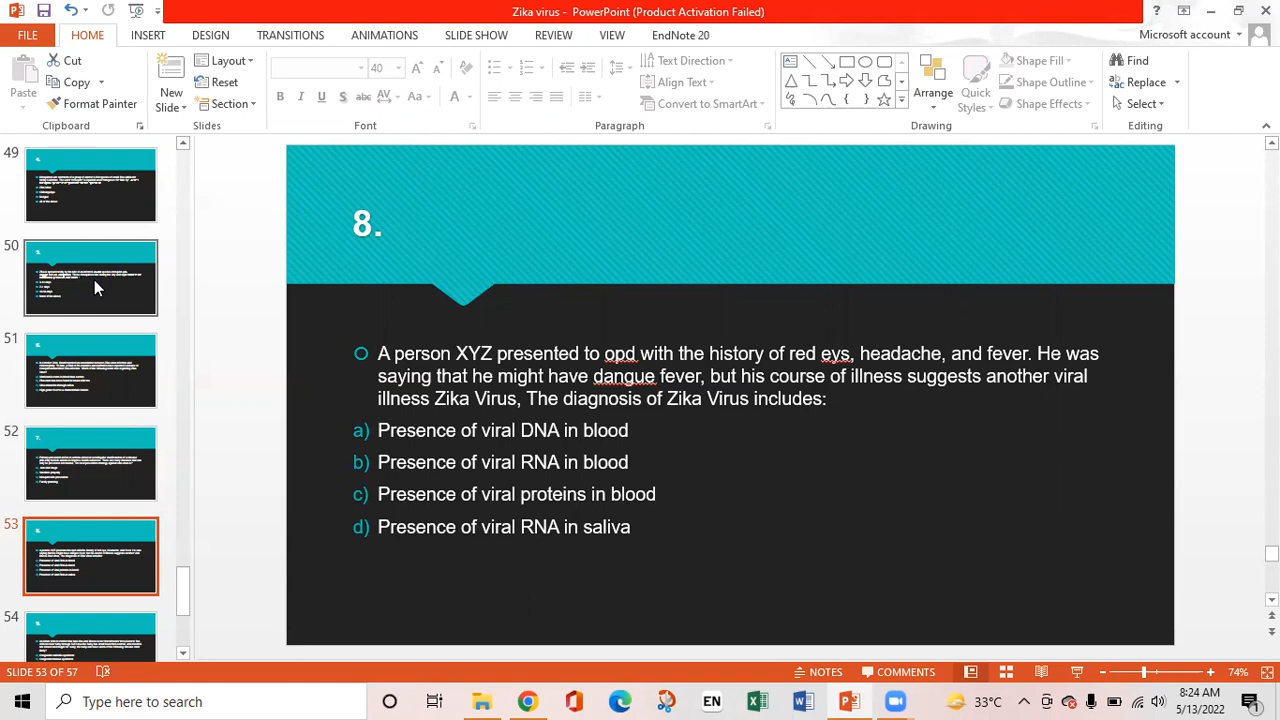 Zika virus - PowerPoint (Product Activation Failed)
FILE HOME INSERT DESIGN TRANSITIONS ANIMATIONS SLIDE SHOW REVIEW VIEW EndNote 20 Microsoft account
Cut
Copy
Format Painter
Paste
Clipboard
New
Slide
Layout
Reset
Section
Slides
40
Font
Text Direction
Align Text
Convert to SmartArt
Paragraph
Arrange
Quick
Styles
Shape Fill
Shape Outline
Shape Effects
Drawing
Find
Replace
Select
Editing
49
50
51
52
53
54
8.
A person XYZ presented to opd with the history of red eys, headache, and fever. He was
saying that he might have dangue fever, but his course of illness suggests another viral
illness Zika Virus, The diagnosis of Zika Virus includes:
a) Presence of viral DNA in blood
b) Presence of viral RNA in blood
c) Presence of viral proteins in blood
d) Presence of viral RNA in saliva
SLIDE 53 OF 57
NOTES COMMENTS 74%
Type here to search
EN
33°C
8:24 AM
5/13/2022